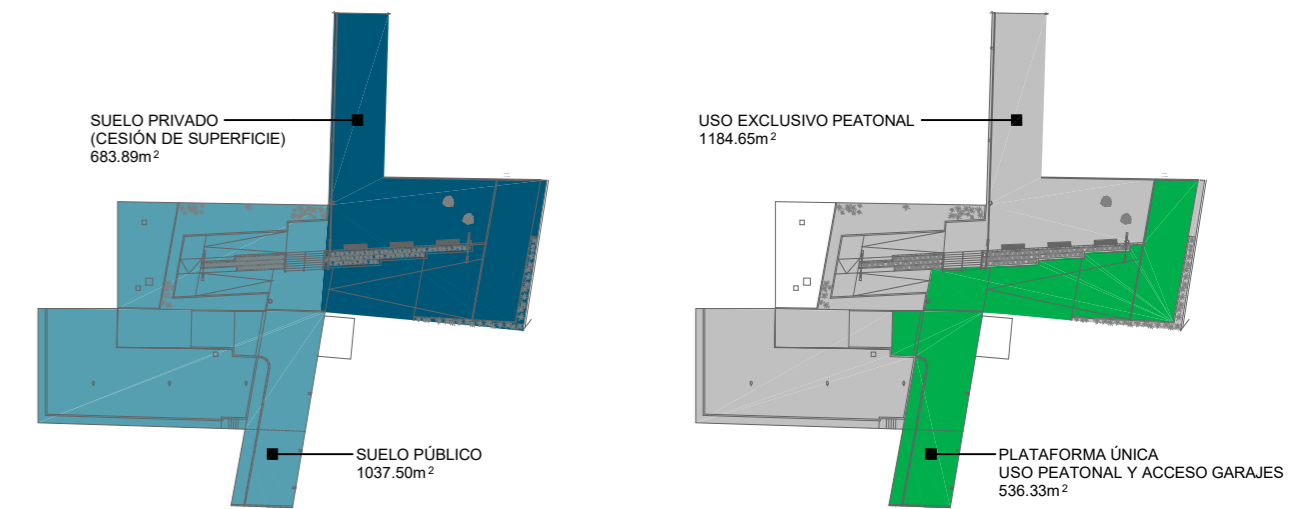 SUELO PRIVADO
(CESIÓN DE SUPERFICIE)
683.89m²
SUELO PÚBLICO
1037.50m²
USO EXCLUSIVO PEATONAL
1184.65m²
PLATAFORMA ÚNICA
USO PEATONAL Y ACCESO GARAJES
536.33m²